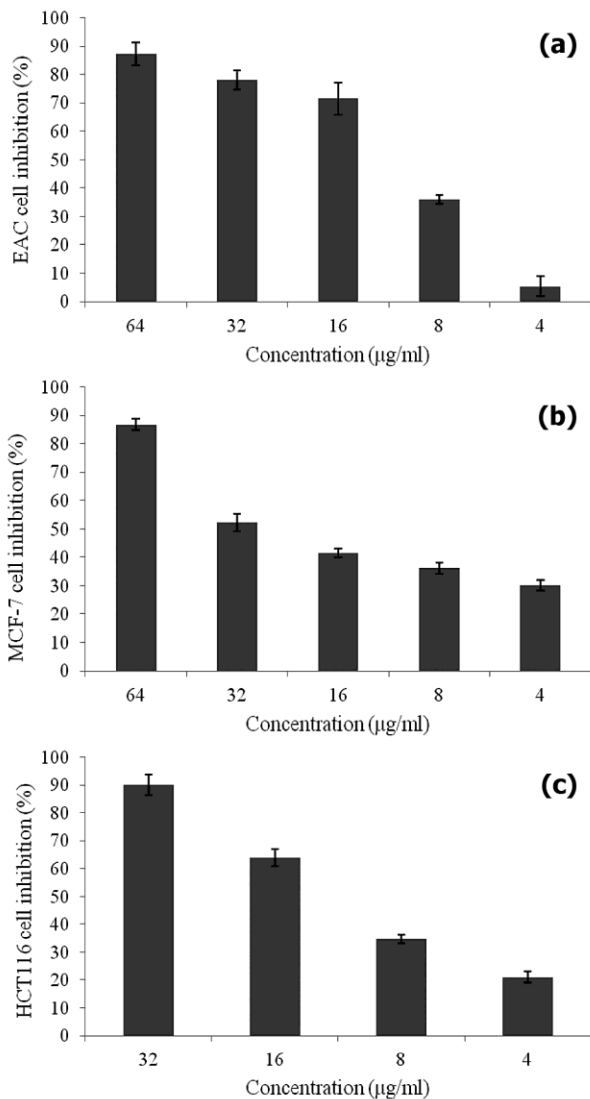 (a)
EAC cell inhibition (%)
100
90
80
70
60
50
40
30
20
10
0
64 32 16 8 4
Concentration (μg/ml)
(b)
MCF-7 cell inhibition (%)
100
90
80
70
60
50
40
30
20
10
0
64 32 16 8 4
Concentration (μg/ml)
(c)
HCT116 cell inhibition (%)
100
90
80
70
60
50
40
30
20
10
0
32 16 8 4
Concentration (μg/ml)